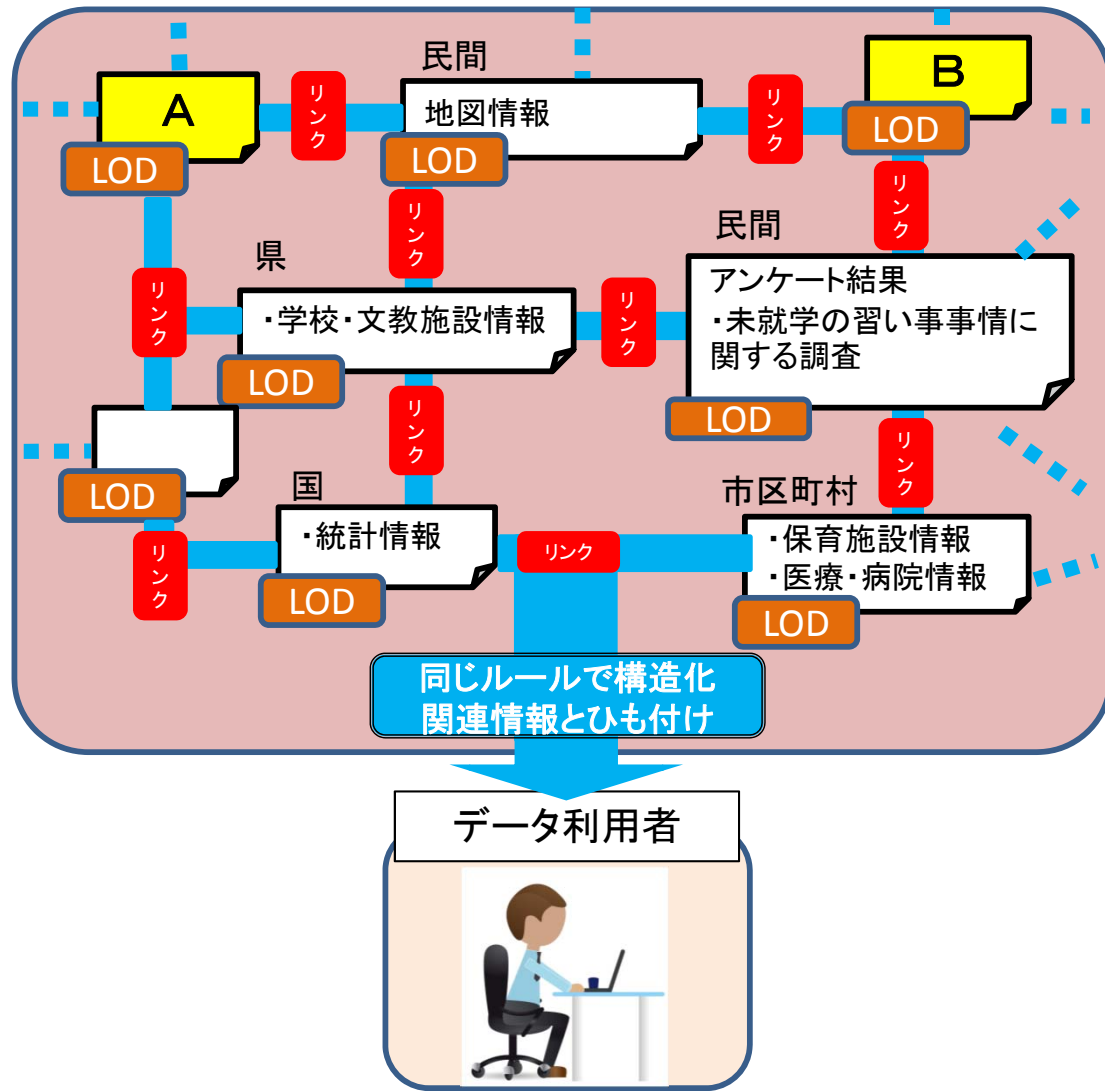 民間
A
リンク
地図情報
リンク
B
LOD
LOD
LOD
リンク
リンク
県
民間
リンク
・学校・文教施設情報
リンク
アンケート結果
・未就学の習い事事情に
関する調査
LOD
LOD
リンク
リンク
LOD
国
市区町村
リンク
・統計情報
リンク
・保育施設情報
・医療・病院情報
LOD
LOD
同じルールで構造化
関連情報とひも付け
データ利用者